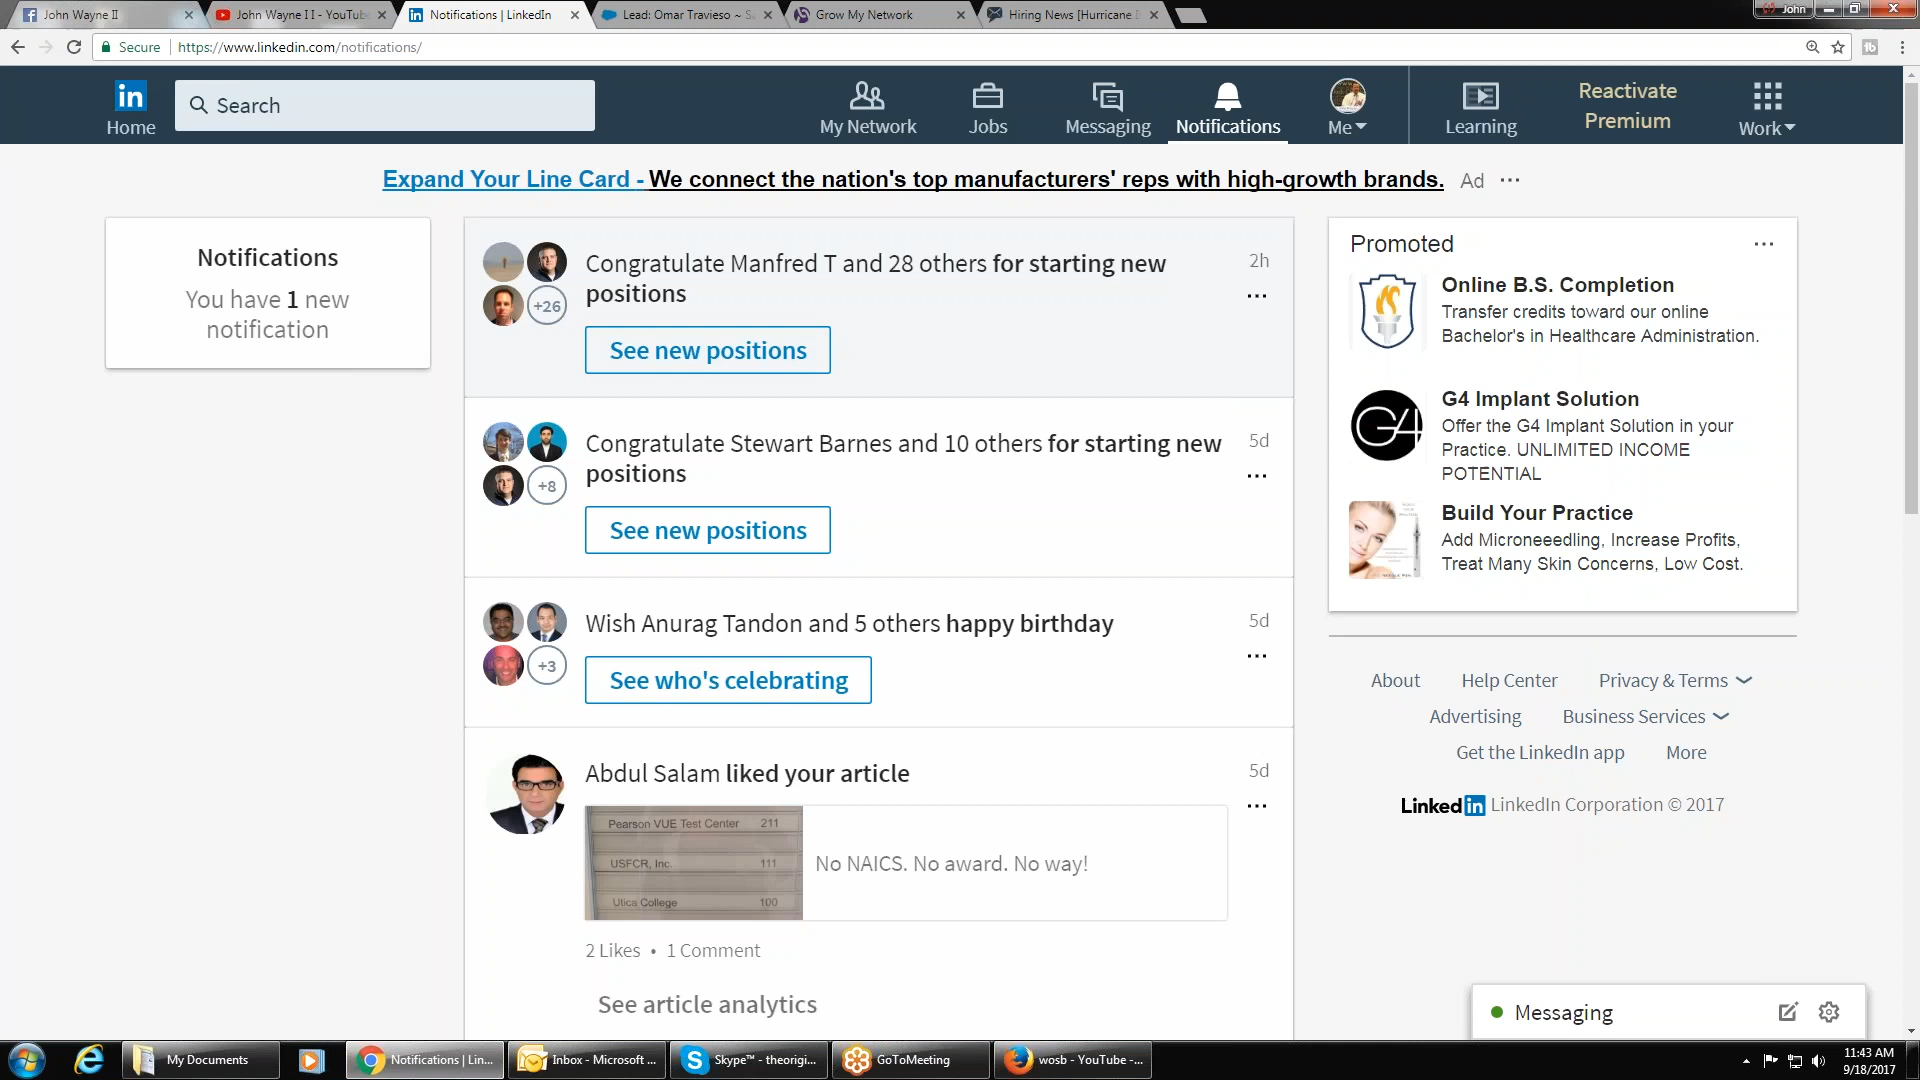 John Wayne II
John Wayne I I - YouTube
Notifications | LinkedIn
Lead: Omar Travieso ~
Grow My Network
Hiring News [Hurricane
John
Secure
https://www.linkedin.com/notifications/
in
Home
Search
My Network
Jobs
Messaging
Notifications
Me
Learning
Reactivate
Premium
Work
Expand Your Line Card - We connect the nation's top manufacturers' reps with high-growth brands. Ad
Notifications
You have 1 new
notification
Congratulate Manfred T and 28 others for starting new
positions
2h
+26
See new positions
Congratulate Stewart Barnes and 10 others for starting new
positions
5d
+8
See new positions
Wish Anurag Tandon and 5 others happy birthday
5d
+3
See who's celebrating
Abdul Salam liked your article
5d
Pearson VUE Test Center 211
USFCR, Inc. 111
Utica College 100
No NAICS. No award. No way!
2 Likes • 1 Comment
See article analytics
Promoted
Online B.S. Completion
Transfer credits toward our online
Bachelor's in Healthcare Administration.
G4
G4 Implant Solution
Offer the G4 Implant Solution in your
Practice. UNLIMITED INCOME
POTENTIAL
Build Your Practice
Add Microneeedling, Increase Profits,
Treat Many Skin Concerns, Low Cost.
About Help Center Privacy & Terms
Advertising Business Services
Get the LinkedIn app More
Linked in LinkedIn Corporation © 2017
Messaging
My Documents
Notifications | Lin...
Inbox - Microsoft ...
Skype™ - theorigi...
GoToMeeting
wosb - YouTube -...
11:43 AM
9/18/2017